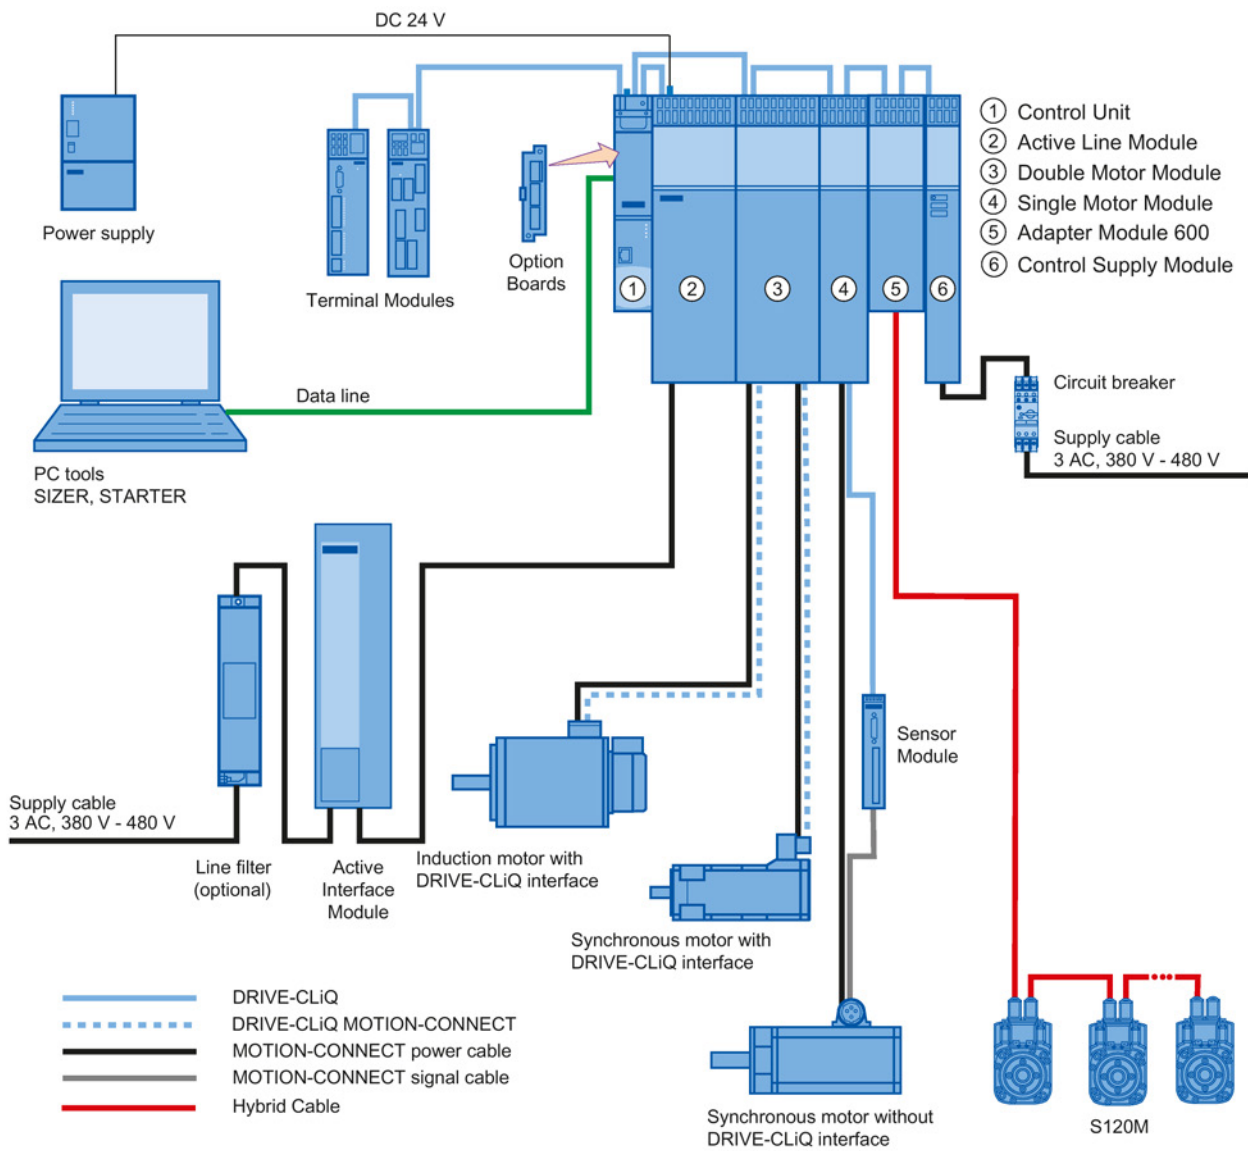 DC 24 V
Power supply
Terminal Modules
Option
Boards
① Control Unit
② Active Line Module
③ Double Motor Module
④ Single Motor Module
⑤ Adapter Module 600
⑥ Control Supply Module
① ② ③ ④ ⑤ ⑥
Data line
PC tools
SIZER, STARTER
Circuit breaker
Supply cable
3 AC, 380 V - 480 V
Sensor
Module
Supply cable
3 AC, 380 V - 480 V
Line filter
(optional)
Active
Interface
Module
Induction motor with
DRIVE-CLiQ interface
Synchronous motor with
DRIVE-CLiQ interface
Synchronous motor without
DRIVE-CLiQ interface
S120M
DRIVE-CLiQ
DRIVE-CLiQ MOTION-CONNECT
MOTION-CONNECT power cable
MOTION-CONNECT signal cable
Hybrid Cable